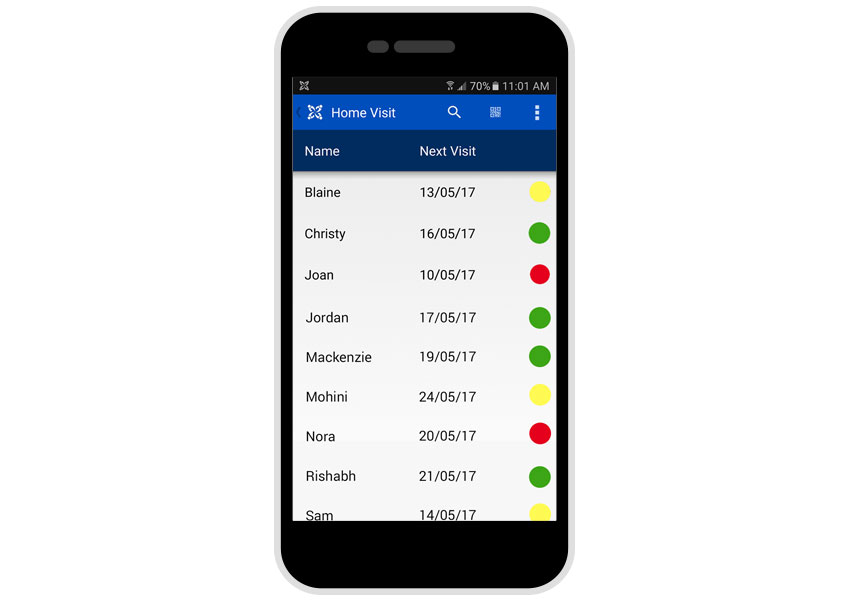 70% 11:01 AM
Home Visit
Name Next Visit
Blaine 13/05/17
Christy 16/05/17
Joan 10/05/17
Jordan 17/05/17
Mackenzie 19/05/17
Mohini 24/05/17
Nora 20/05/17
Rishabh 21/05/17
Sam 14/05/17